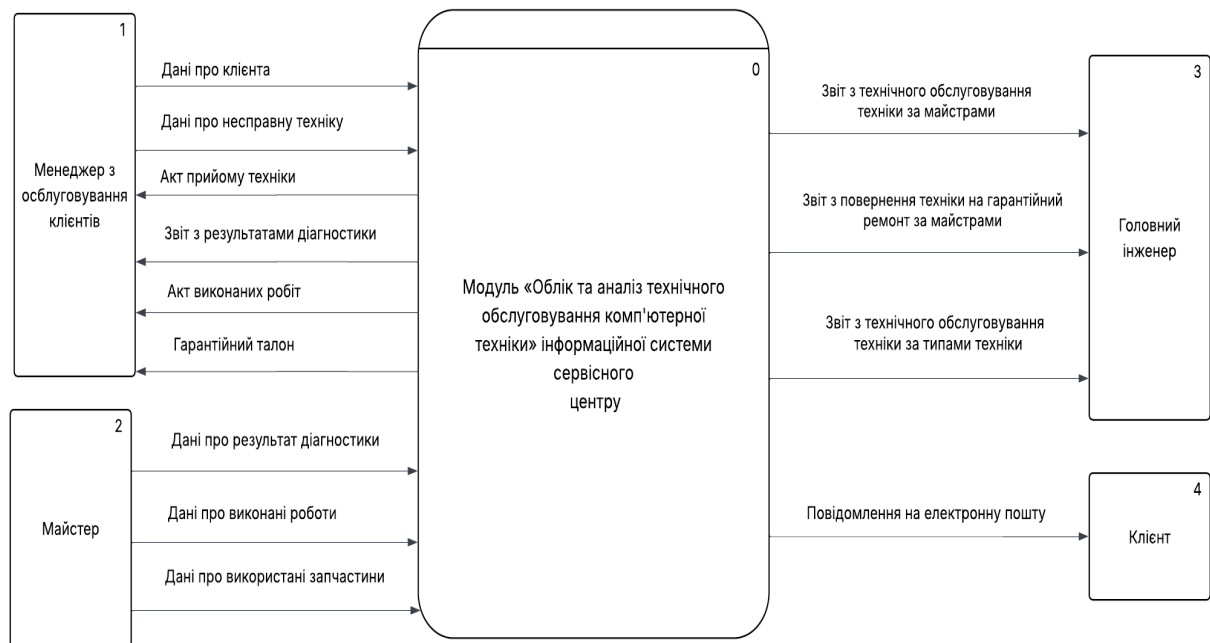 1
Менеджер з
осблуговування
клієнтів
Дані про клієнта
Дані про несправну техніку
Акт прийому техніки
Звіт з результатами діагностики
Акт виконаних робіт
Гарантійний талон
2
Майстер
Дані про результат діагностики
Дані про виконані роботи
Дані про використані запчастини
0
Модуль «Облік та аналіз технічного
обслуговування комп'ютерної
техніки» інформаційної системи
сервісного
центру
Звіт з технічного обслуговування
техніки за майстрами
Звіт з повернення техніки на гарантійний
ремонт за майстрами
Звіт з технічного обслуговування
техніки за типами техніки
Повідомлення на електронну пошту
3
Головний
інженер
4
Клієнт